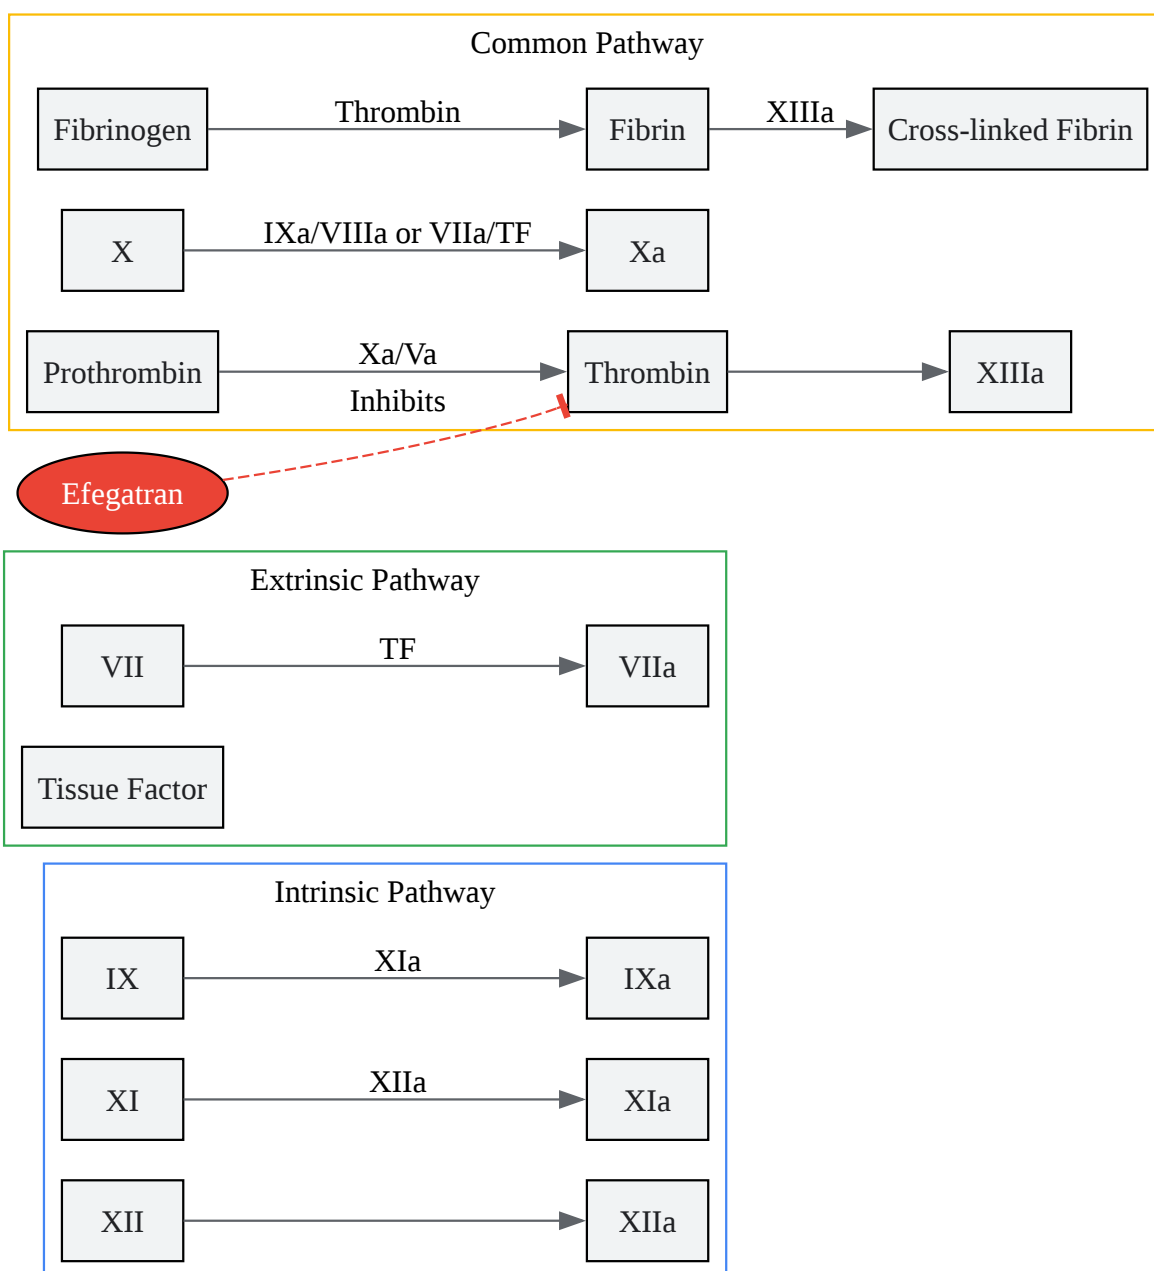 Common Pathway
Fibrinogen
Thrombin
Fibrin
XIIIa
Cross-linked Fibrin
X
IXa/VIIIa or VIIa/TF
Xa
Prothrombin
Xa/Va
Thrombin
XIIIa
Inhibits
Efegatran
Extrinsic Pathway
VII
TF
VIIa
Tissue Factor
Intrinsic Pathway
IX
XIa
IXa
XI
XIIa
XIa
XII
XIIa